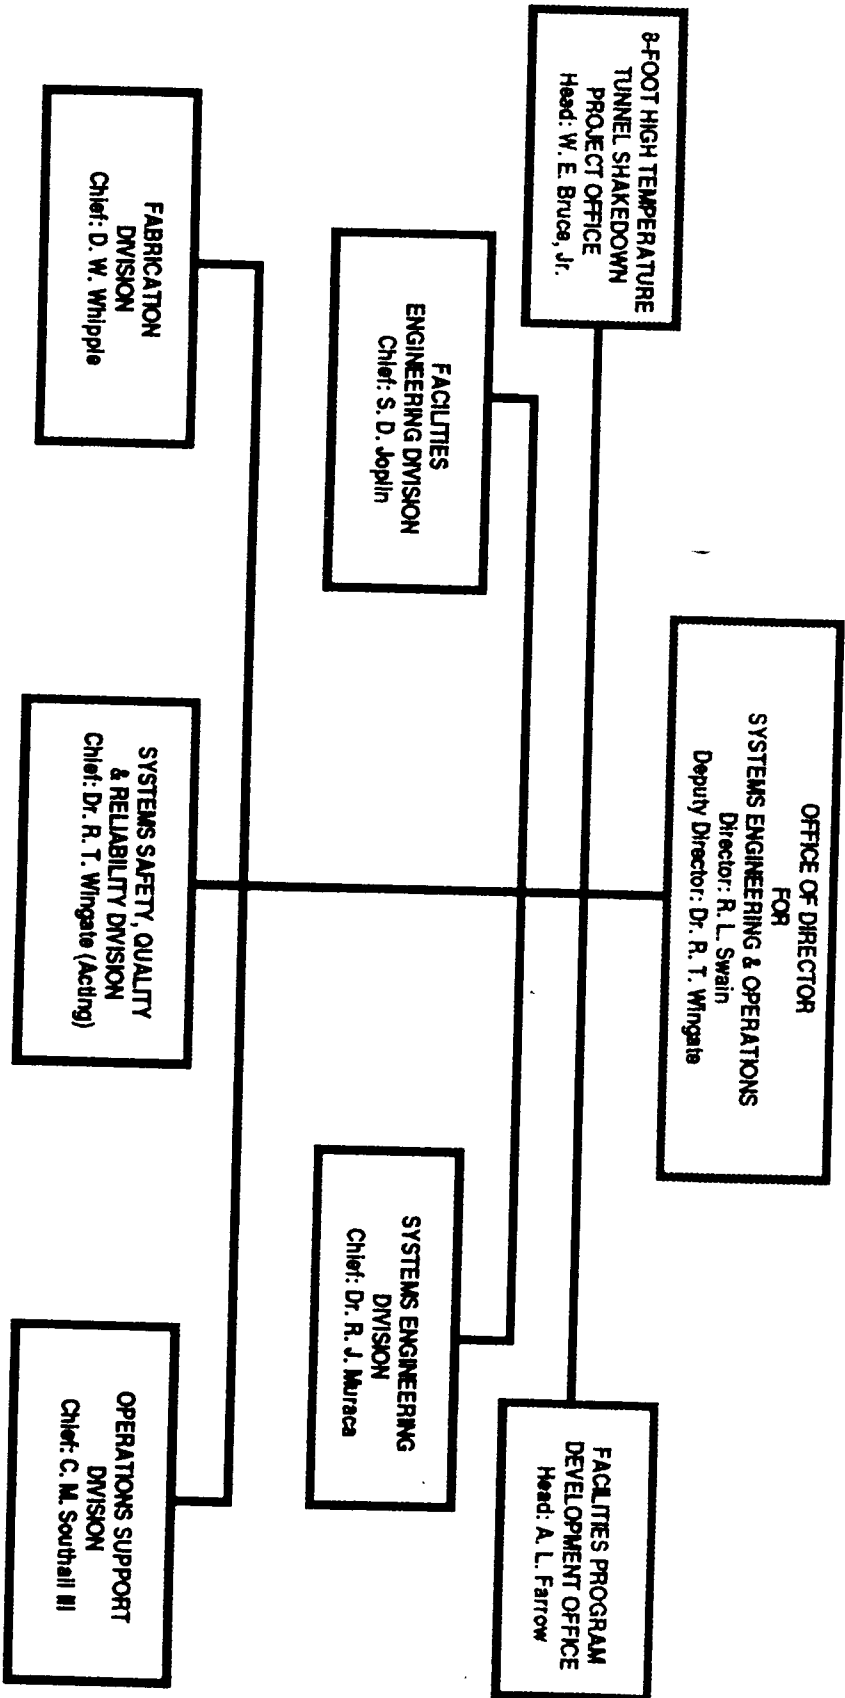 OFFICE OF DIRECTOR
FOR
SYSTEMS ENGINEERING & OPERATIONS
Director: R. L. Swain
Deputy Director: Dr. R. T. Wingate
8-FOOT HIGH TEMPERATURE
TUNNEL SHAKEDOWN
PROJECT OFFICE
Head: W. E. Bruce, Jr.
FACILITIES PROGRAM
DEVELOPMENT OFFICE
Head: A. L. Farrow
FACILITIES
ENGINEERING DIVISION
Chief: S. D. Joplin
SYSTEMS ENGINEERING
DIVISION
Chief: Dr. R. J. Muraca
FABRICATION
DIVISION
Chief: D. W. Whipple
SYSTEMS SAFETY, QUALITY
& RELIABILITY DIVISION
Chief: Dr. R. T. Wingate (Acting)
OPERATIONS SUPPORT
DIVISION
Chief: C. M. Southall III